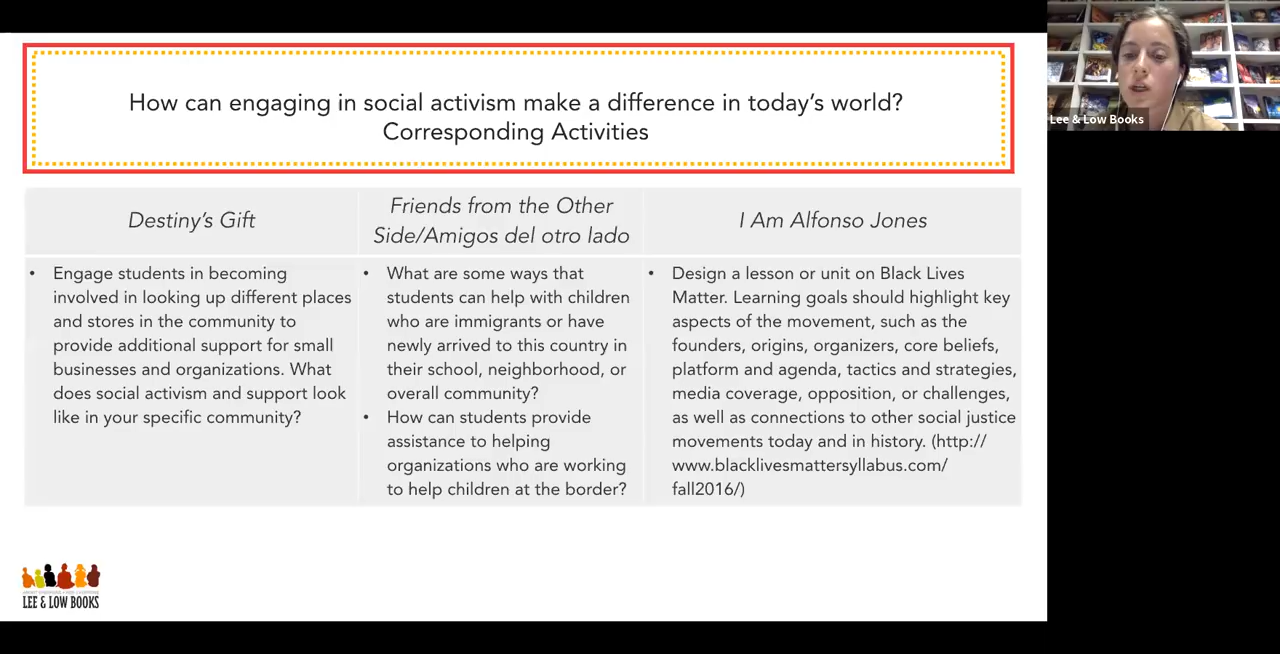 How can engaging in social activism make a difference in today's world?
Corresponding Activities
Lee & Low Books
Destiny's Gift
Friends from the Other
Side/Amigos del otro lado
I Am Alfonso Jones
• Engage students in becoming
involved in looking up different places
and stores in the community to
provide additional support for small
businesses and organizations. What
does social activism and support look
like in your specific community?
• What are some ways that
students can help with children
who are immigrants or have
newly arrived to this country in
their school, neighborhood, or
overall community?
• How can students provide
assistance to helping
organizations who are working
to help children at the border?
• Design a lesson or unit on Black Lives
Matter. Learning goals should highlight key
aspects of the movement, such as the
founders, origins, organizers, core beliefs,
platform and agenda, tactics and strategies,
media coverage, opposition, or challenges,
as well as connections to other social justice
movements today and in history. (http://
www.blacklivesmattersyllabus.com/
fall2016/)
LEE & LOW BOOKS